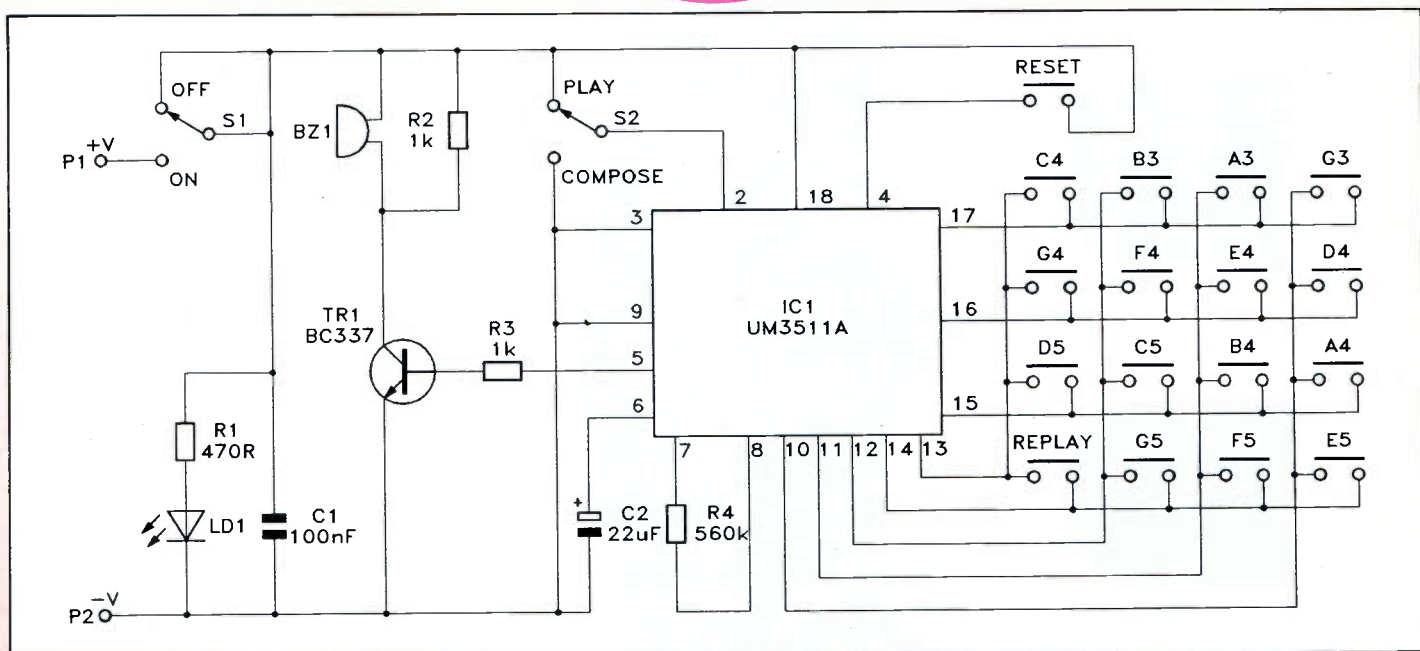 OFF
S1
+V
P1
ON
BZ1
R2
1k
PLAY
S2
COMPOSE
RESET
2
18
4
3
9
5
6
7
8
10
11
12
14
13
17
16
15
IC1
UM3511A
TR1
BC337
R3
1k
R1
470R
LD1
C1
100nF
+
C2
22uF
R4
560k
-V
P2
C4 B3 A3 G3
G4 F4 E4 D4
D5 C5 B4 A4
REPLAY G5 F5 E5